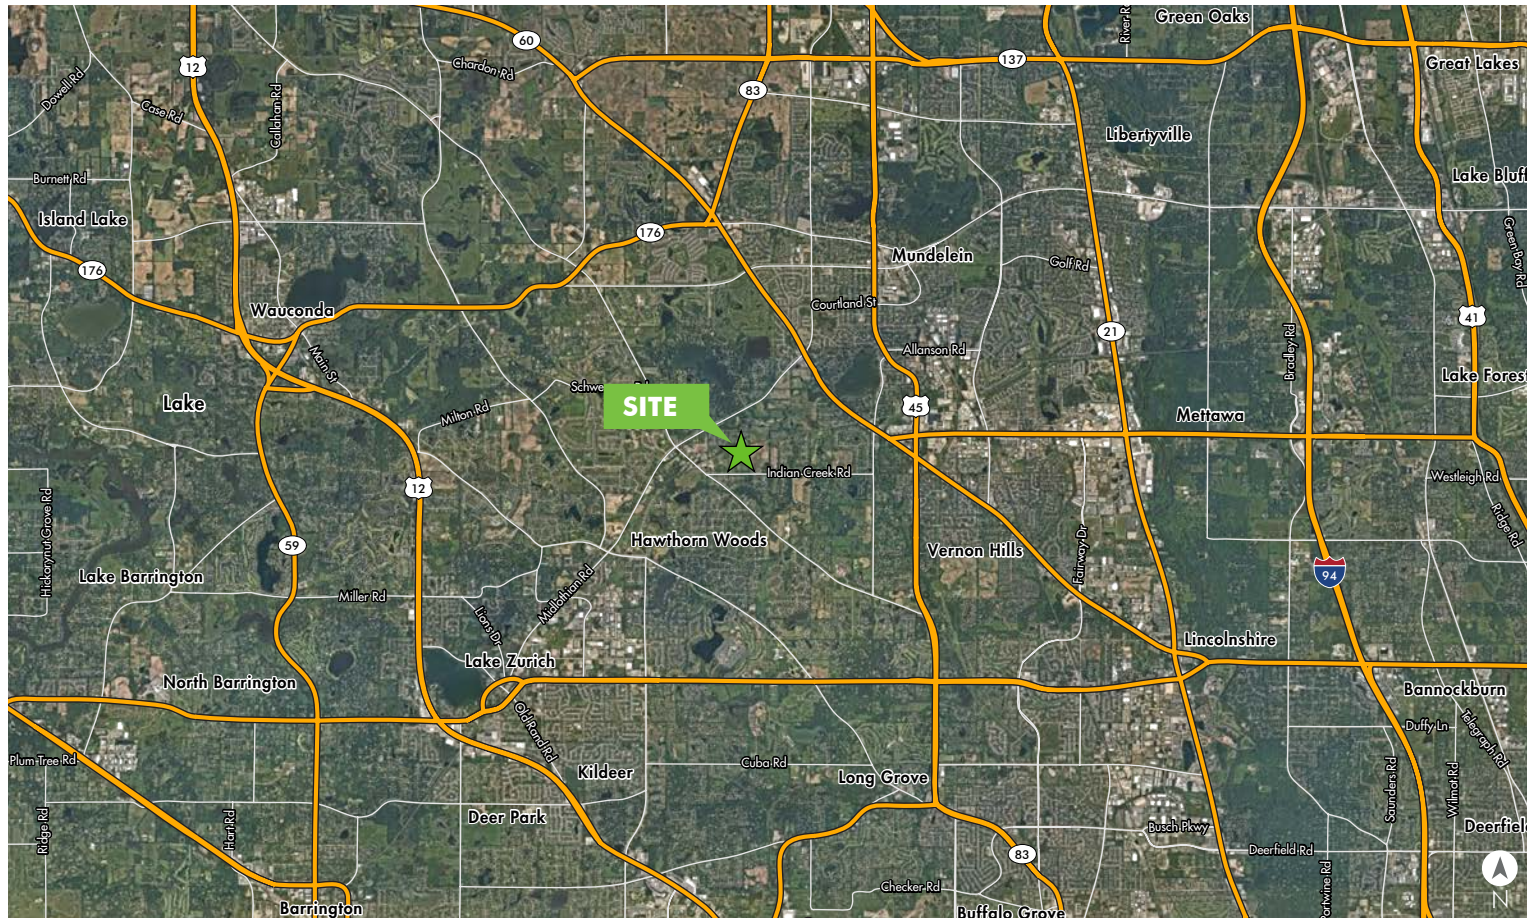 Green Oaks
60
12
137
Chardon Rd
Great Lakes
Dowell Rd
83
Case Rd
Callahan Rd
Libertyville
Burnett Rd
Lake Bluff
Island Lake
176
Mundelein
Green Bay Rd
Golf Rd
176
Courtland St
Wauconda
41
21
Bradley Rd
Allanson Rd
Main St
Lake Forest
Schwe
SITE
Lake
45
Milton Rd
Mettawa
Indian Creek Rd
Westleigh Rd
12
Ridge Rd
Hickorynut Grove Rd
59
Hawthorn Woods
Vernon Hills
Fairway Dr
94
Lake Barrington
Miller Rd
Midlothian Rd
Lions Dr
Lincolnshire
Lake Zurich
North Barrington
Bannockburn
Duffy Ln
Telegraph Rd
Old Rand Rd
Plum Tree Rd
Cuba Rd
Kildeer
Long Grove
Saunders Rd
Wilmot Rd
Ridge Rd
Hart Rd
Deer Park
Busch Pkwy
Deerfiel
Deerfield Rd
83
Portwine Rd
Checker Rd
Barrington
Buffalo Grove
N